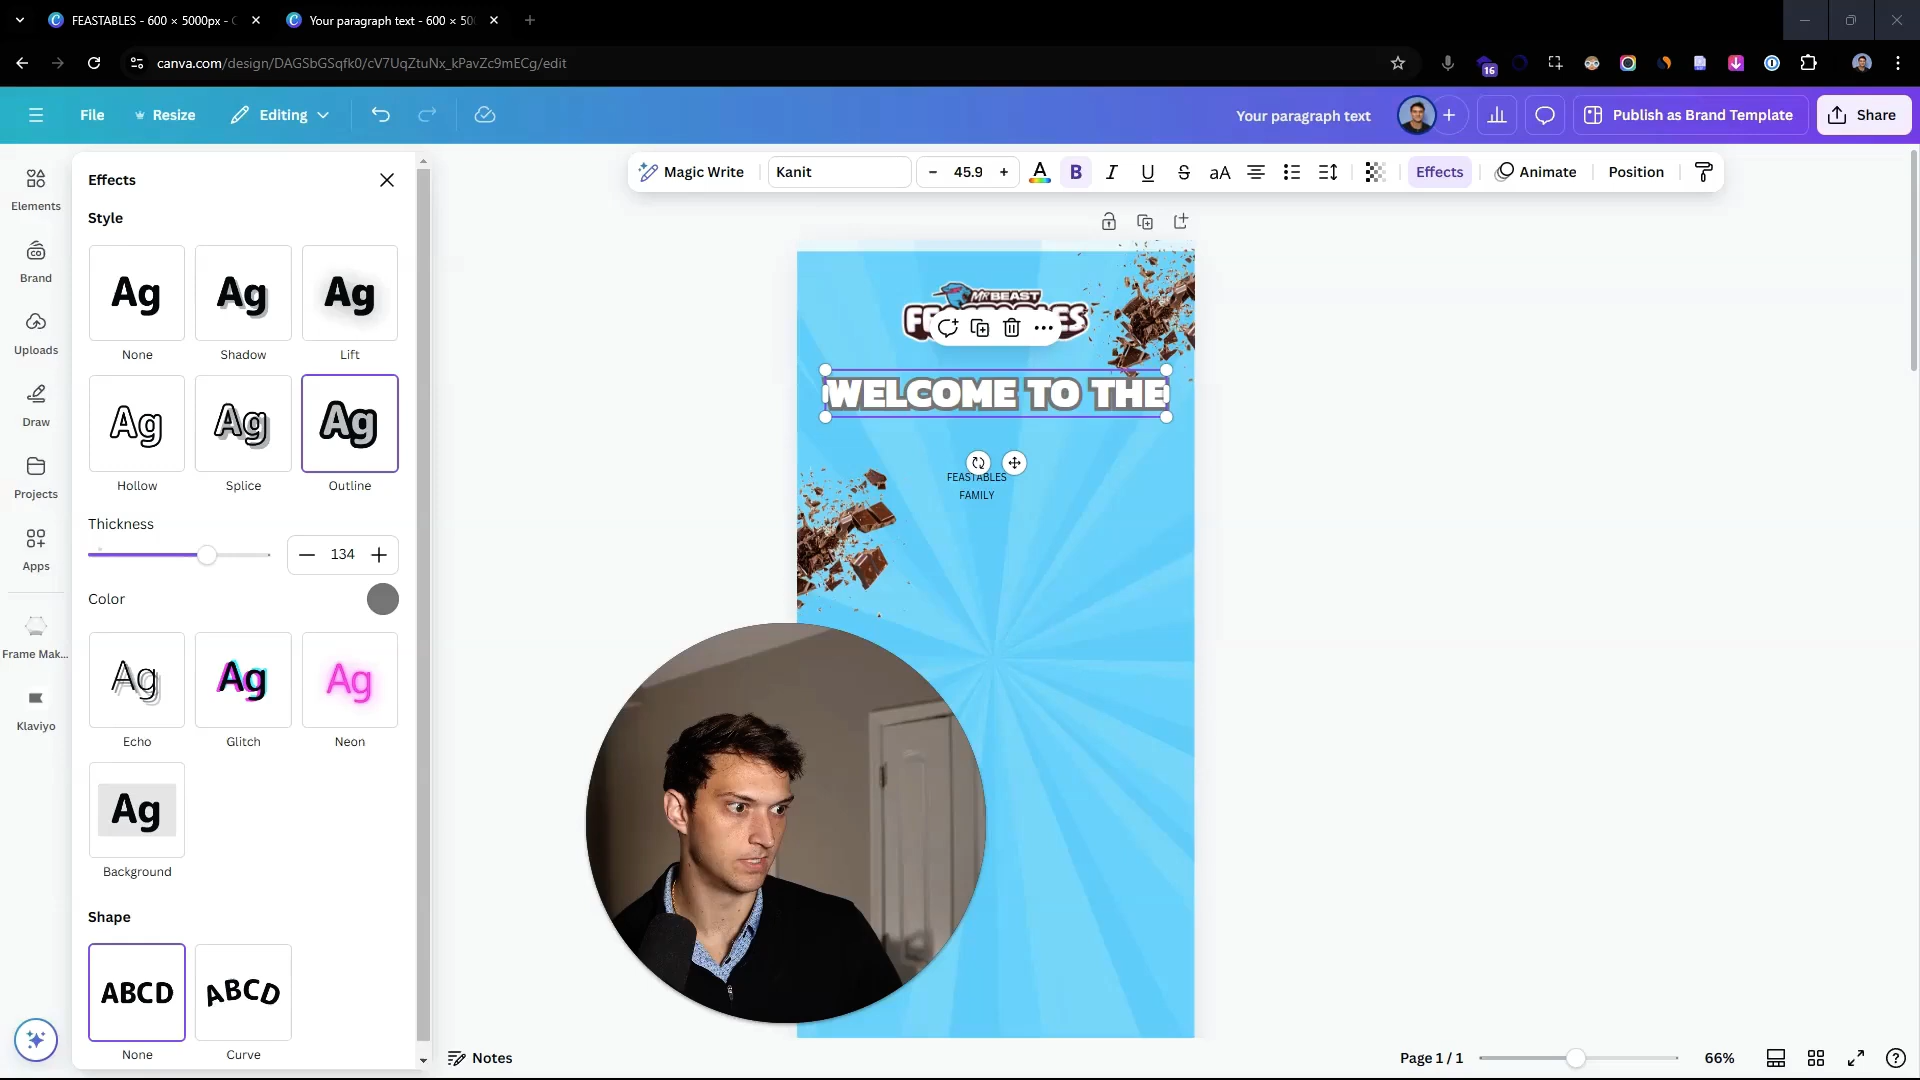 FEASTABLES - 600 × 5000px - C
Your paragraph text - 600 × 50
canva.com/design/DAGSbGSqfk0/cV7UqZtuNx_kPavZc9mECg/edit
16
File
Resize
Editing
Your paragraph text
Publish as Brand Template
Share
Elements
Brand
Uploads
Draw
Projects
Apps
Frame Mak...
Klaviyo
Effects
Style
Ag
Ag
Ag
None
Shadow
Lift
Ag
Ag
Ag
Hollow
Splice
Outline
Thickness
134
Color
Ag
Ag
Ag
Echo
Glitch
Neon
Ag
Background
Shape
ABCD
ABCD
None
Curve
Magic Write
Kanit
45.9
A
B
I
U
S
aA
Effects
Animate
Position
MRBEAST
WELCOME TO THE
FEASTABLES
FAMILY
Notes
Page 1 / 1
66%